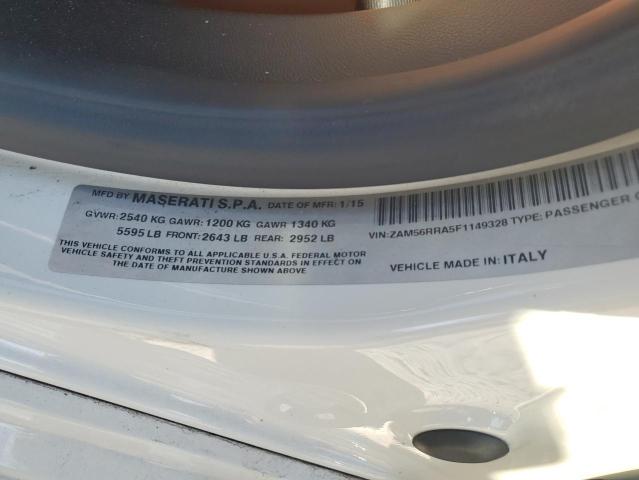 MFD BY MASERATI S.P.A. DATE OF MFR: 1/15
GVWR: 2540 KG GAWR: 1200 KG GAWR 1340 KG
5595 LB FRONT: 2643 LB REAR: 2952 LB
THIS VEHICLE CONFORMS TO ALL APPLICABLE U.S.A. FEDERAL MOTOR
VEHICLE SAFETY AND THEFT PREVENTION STANDARDS IN EFFECT ON
THE DATE OF MANUFACTURE SHOWN ABOVE
VIN: ZAM56RRA5F1149328 TYPE: PASSENGER
VEHICLE MADE IN: ITALY